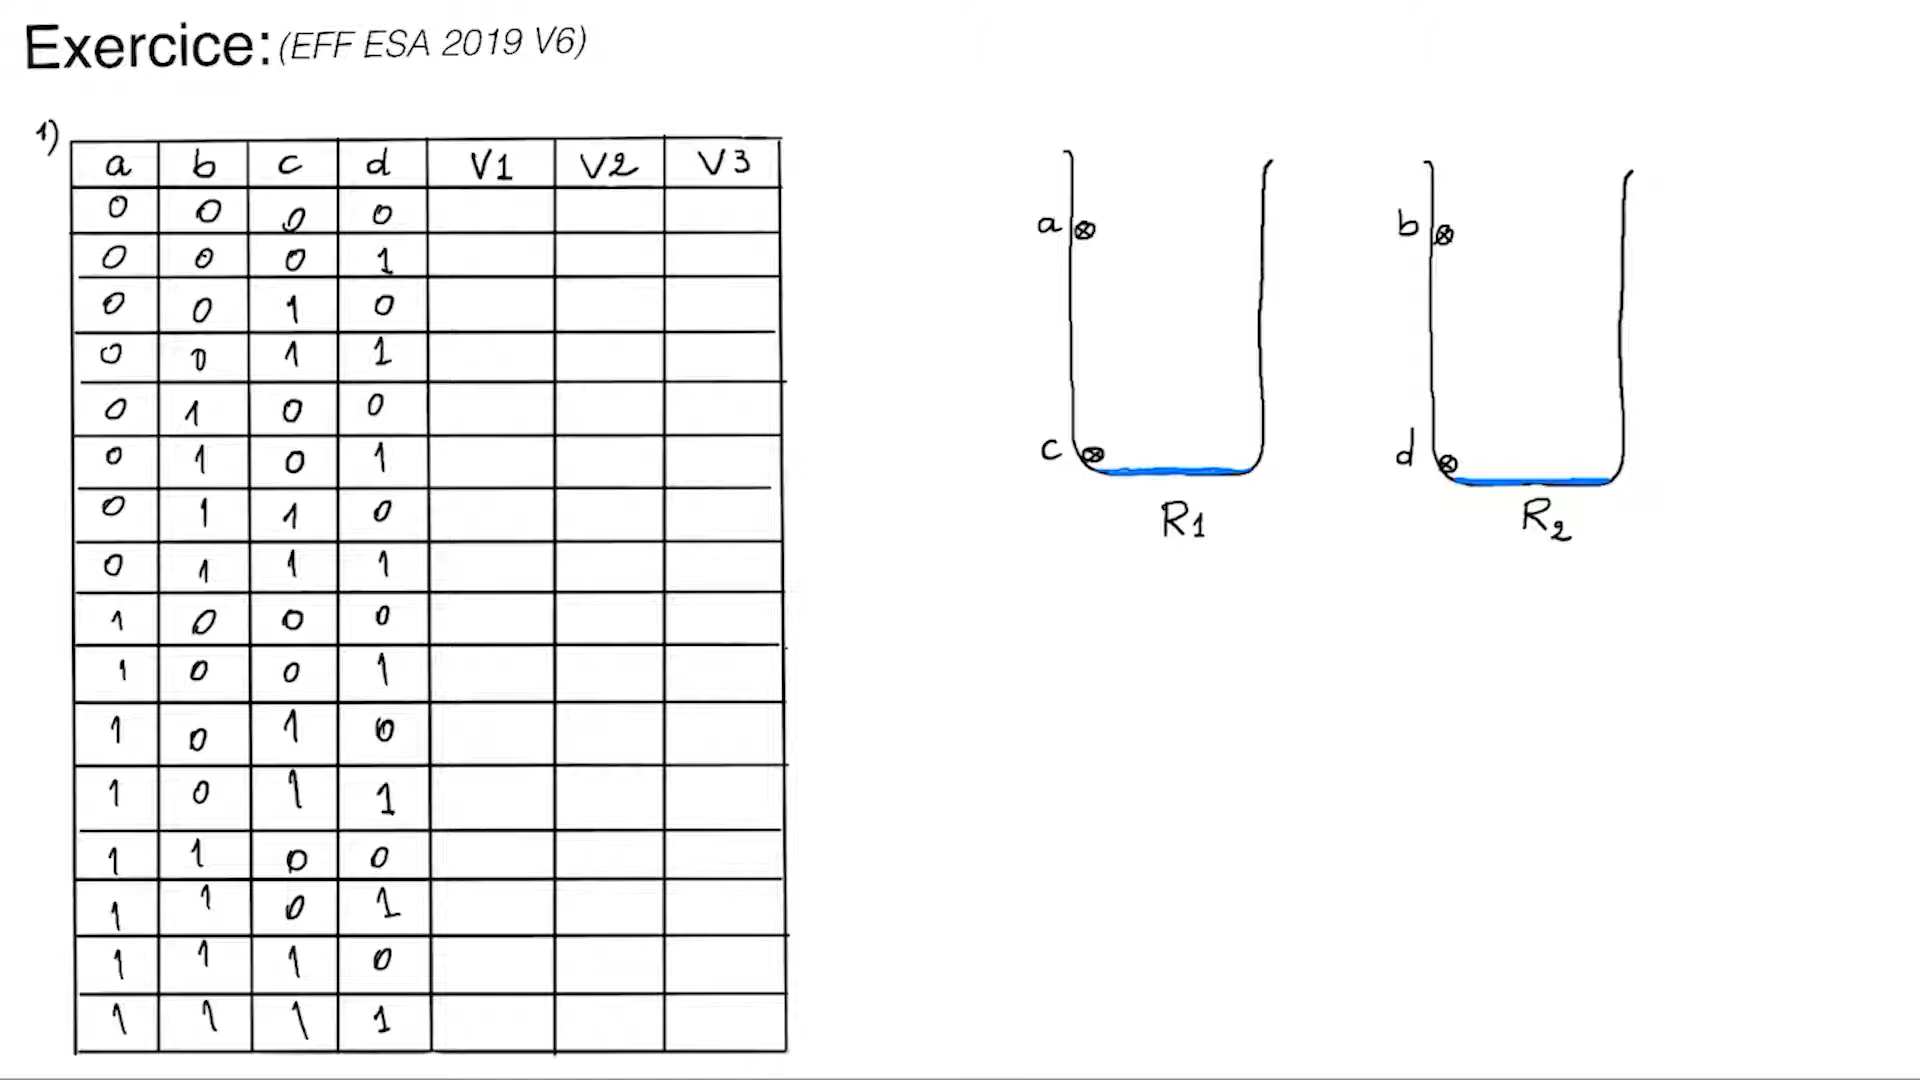 Exercice: (EFF ESA 2019 V6)
1)
a b c d V1 V2 V3
0 0 0 0
0 0 0 1
0 0 1 0
0 0 1 1
0 1 0 0
0 1 0 1
0 1 1 0
0 1 1 1
1 0 0 0
1 0 0 1
1 0 1 0
1 0 1 1
1 1 0 0
1 1 0 1
1 1 1 0
1 1 1 1
a b
c d
R1 R2